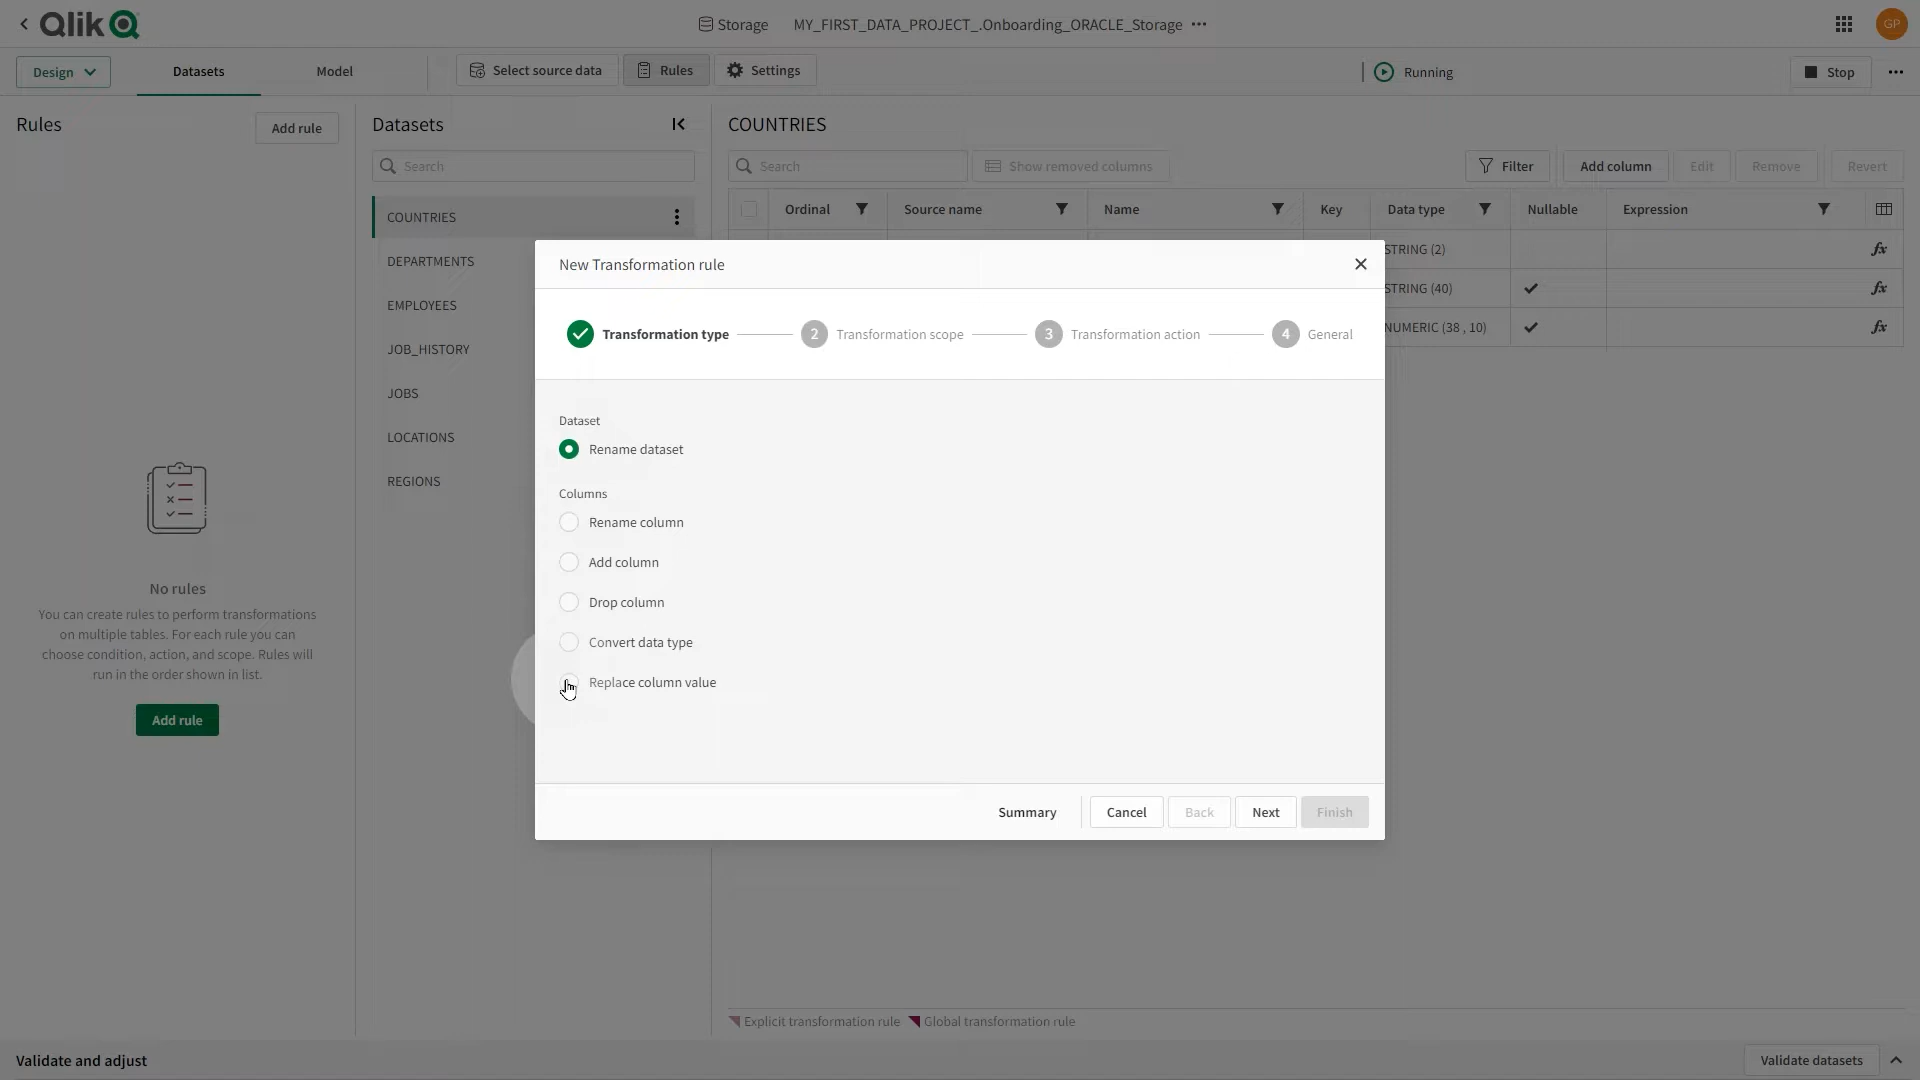 Qlik
Storage
MY_FIRST_DATA_PROJECT_.Onboarding_ORACLE_Storage
GP
Design
Datasets
Model
Select source data
Rules
Settings
Running
Stop
Rules
Add rule
No rules
You can create rules to perform transformations
on multiple tables. For each rule you can
choose condition, action, and scope. Rules will
run in the order shown in list.
Add rule
Datasets
Search
COUNTRIES
DEPARTMENTS
EMPLOYEES
JOB_HISTORY
JOBS
LOCATIONS
REGIONS
COUNTRIES
Search
Show removed columns
Filter
Add column
Edit
Remove
Revert
Ordinal
Source name
Name
Key
Data type
Nullable
Expression
STRING (2)
fx
STRING (40)
fx
NUMERIC (38 , 10)
fx
New Transformation rule
Transformation type
2 Transformation scope
3 Transformation action
4 General
Dataset
Rename dataset
Columns
Rename column
Add column
Drop column
Convert data type
Replace column value
Summary
Cancel
Back
Next
Finish
Explicit transformation rule
Global transformation rule
Validate and adjust
Validate datasets